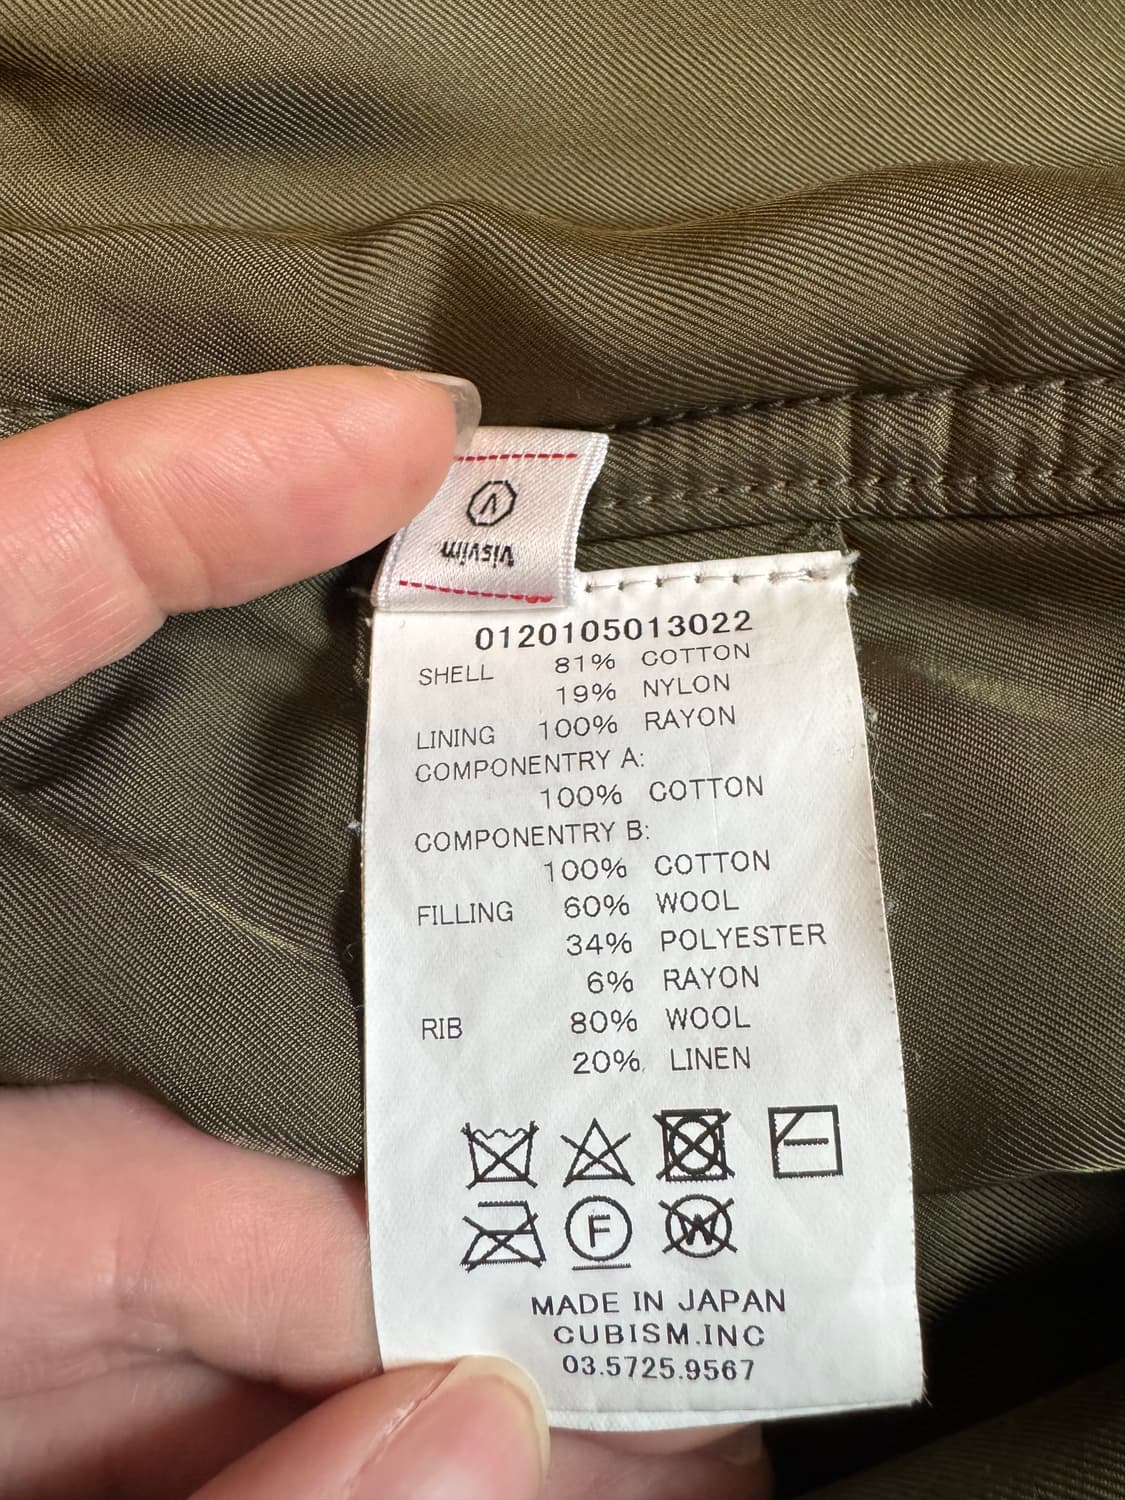 V
visvim
0120105013022
SHELL 81% COTTON
19% NYLON
LINING 100% RAYON
COMPONENTRY A:
100% COTTON
COMPONENTRY B:
100% COTTON
FILLING 60% WOOL
34% POLYESTER
6% RAYON
RIB 80% WOOL
20% LINEN
F W
MADE IN JAPAN
CUBISM.INC
03.5725.9567